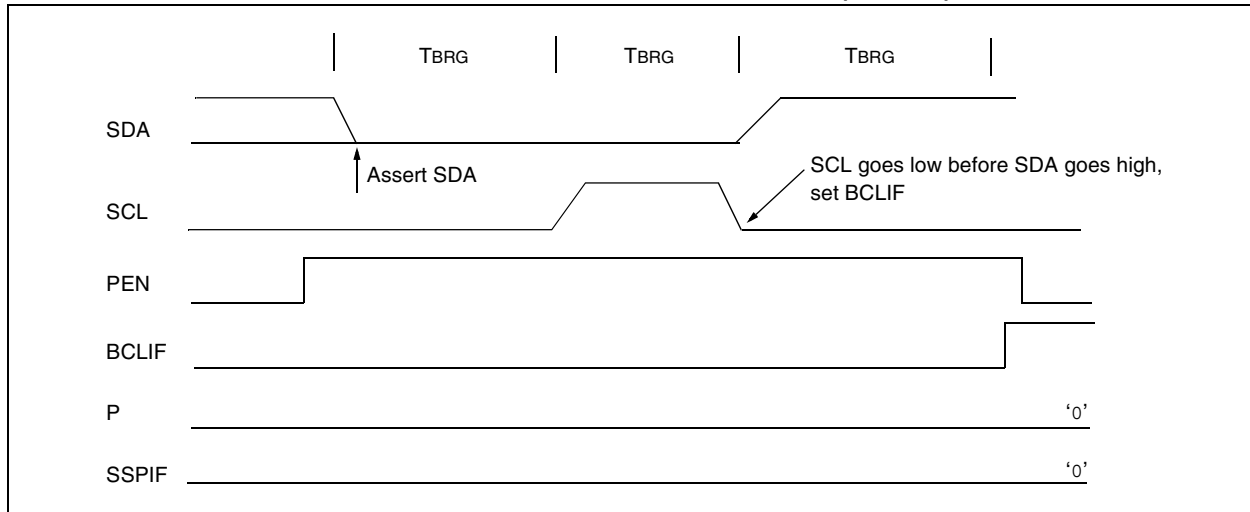 TBRG TBRG TBRG
SDA
Assert SDA
SCL goes low before SDA goes high,
set BCLIF
SCL
PEN
BCLIF
P ‘0’
SSPIF ‘0’